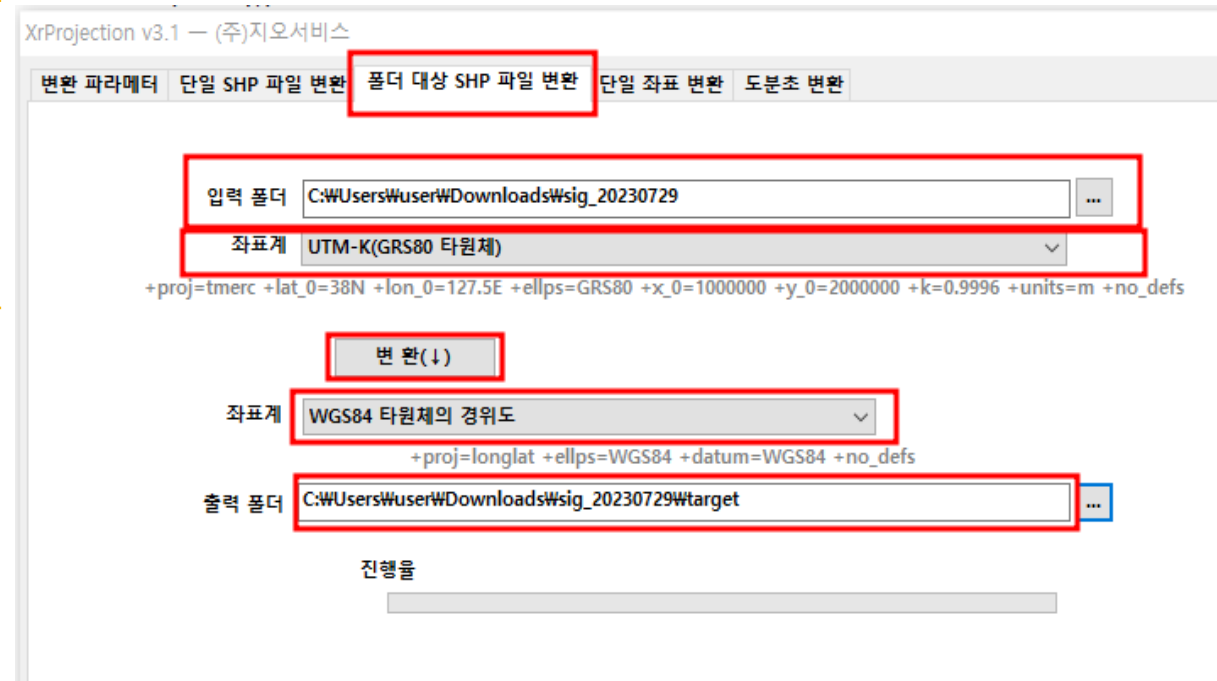 XrProjection v3.1 — (주)지오서비스
변환 파라메터 단일 SHP 파일 변환 폴더 대상 SHP 파일 변환 단일 좌표 변환 도분초 변환
입력 폴더 C:₩Users₩user₩Downloads₩sig_20230729 ...
좌표계 UTM-K(GRS80 타원체)
+proj=tmerc +lat_0=38N +lon_0=127.5E +ellps=GRS80 +x_0=1000000 +y_0=2000000 +k=0.9996 +units=m +no_defs
변 환(↓)
좌표계 WGS84 타원체의 경위도
+proj=longlat +ellps=WGS84 +datum=WGS84 +no_defs
출력 폴더 C:₩Users₩user₩Downloads₩sig_20230729₩target ...
진행율